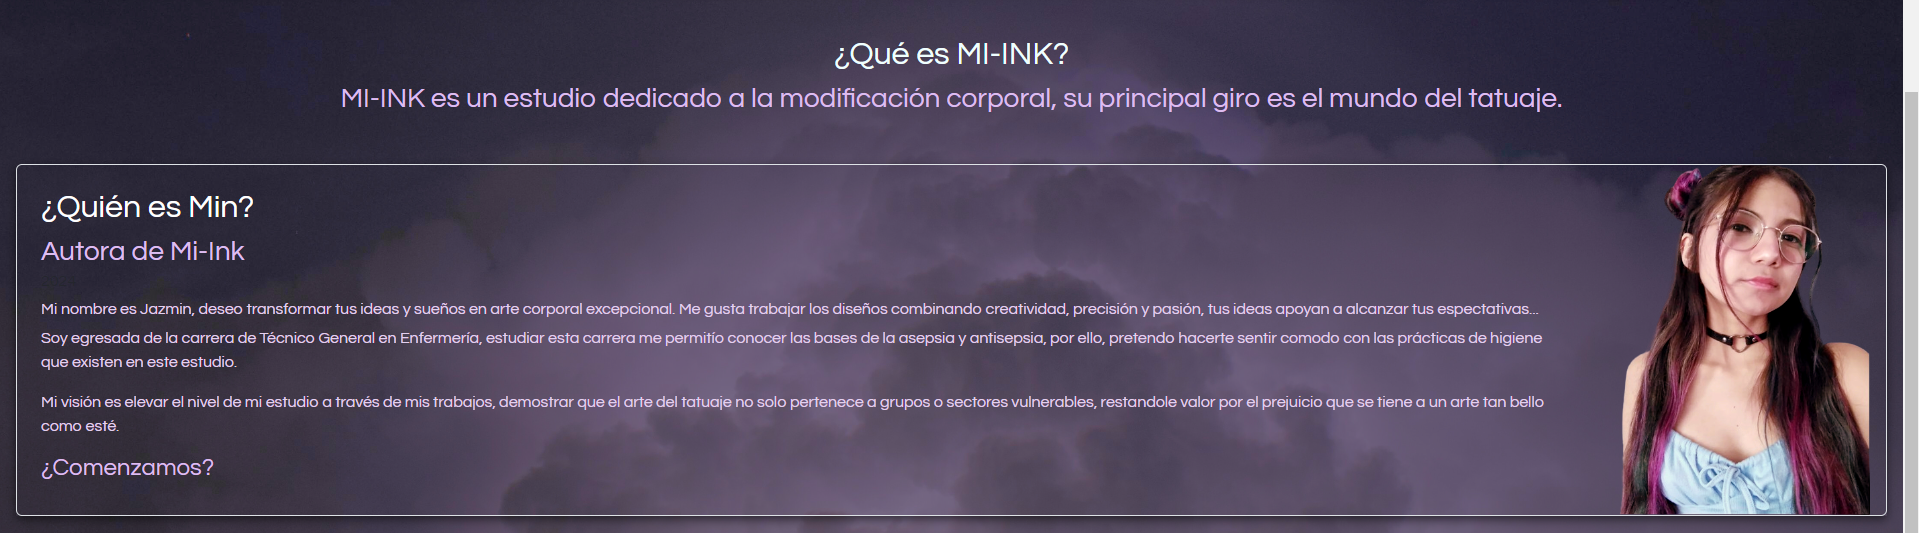 ¿Qué es MI-INK?
MI-INK es un estudio dedicado a la modificación corporal, su principal giro es el mundo del tatuaje.
¿Quién es Min?
Autora de Mi-Ink
Mi nombre es Jazmin, deseo transformar tus ideas y sueños en arte corporal excepcional. Me gusta trabajar los diseños combinando creatividad, precisión y pasión, tus ideas apoyan a alcanzar tus espectativas...
Soy egresada de la carrera de Técnico General en Enfermería, estudiar esta carrera me permitío conocer las bases de la asepsia y antisepsia, por ello, pretendo hacerte sentir comodo con las prácticas de higiene
que existen en este estudio.
Mi visión es elevar el nivel de mi estudio a través de mis trabajos, demostrar que el arte del tatuaje no solo pertenece a grupos o sectores vulnerables, restandole valor por el prejuicio que se tiene a un arte tan bello
como esté.
¿Comenzamos?